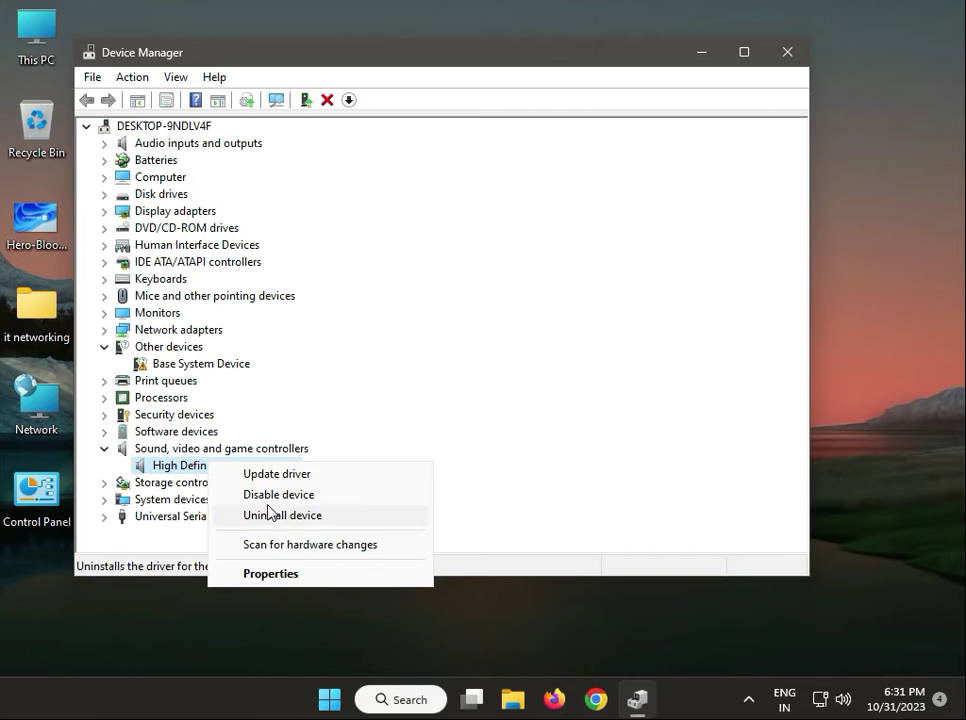 This PC
Recycle Bin
Hero-Bloo...
it networking
Network
Control Panel
Device Manager
File Action View Help
DESKTOP-9NDLV4F
Audio inputs and outputs
Batteries
Computer
Disk drives
Display adapters
DVD/CD-ROM drives
Human Interface Devices
IDE ATA/ATAPI controllers
Keyboards
Mice and other pointing devices
Monitors
Network adapters
Other devices
Base System Device
Print queues
Processors
Security devices
Software devices
Sound, video and game controllers
High Defin
Storage contro
System devices
Universal Seria
Update driver
Disable device
Uninstall device
Scan for hardware changes
Properties
Uninstalls the driver for the
Search
ENG
IN
6:31 PM
10/31/2023
4